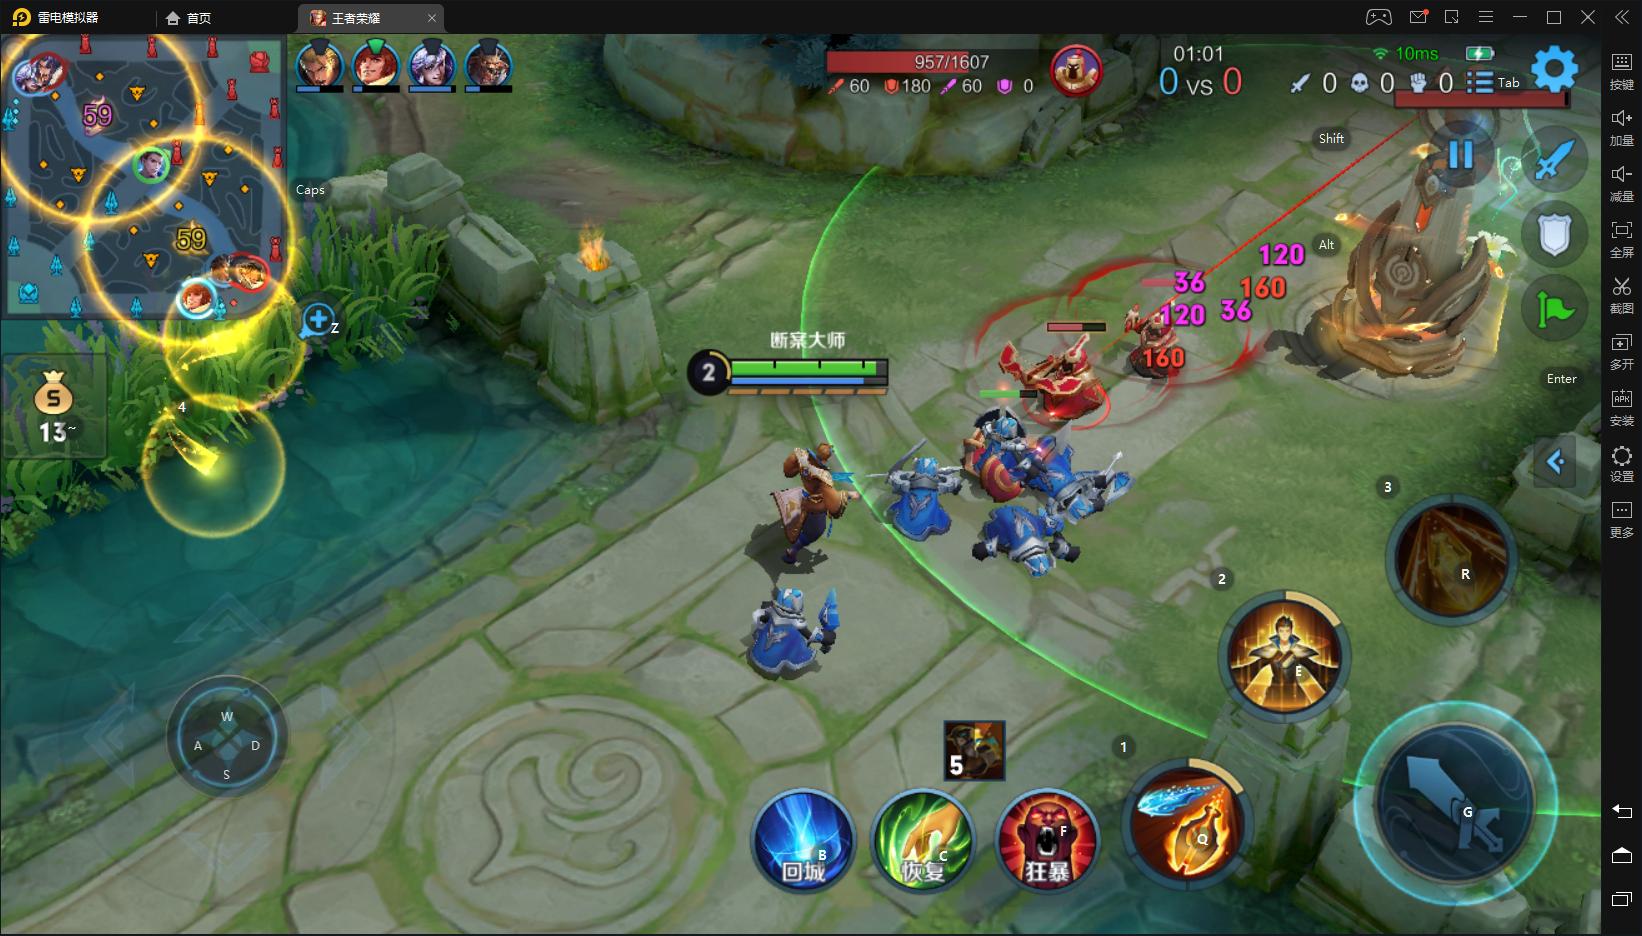 雷电模拟器
首页
王者荣耀
957/1607
60
180
60
0
01:01
0 VS 0
10ms
0
0
0
Tab
按键
加量
减量
全屏
截图
多开
安装
设置
更多
59
59
Caps
Shift
Alt
Enter
Z
13~
4
断案大师
2
120
36
160
120
36
160
3
R
2
E
1
Q
G
W
A
D
S
5
B
回城
C
恢复
F
狂暴
APK
S